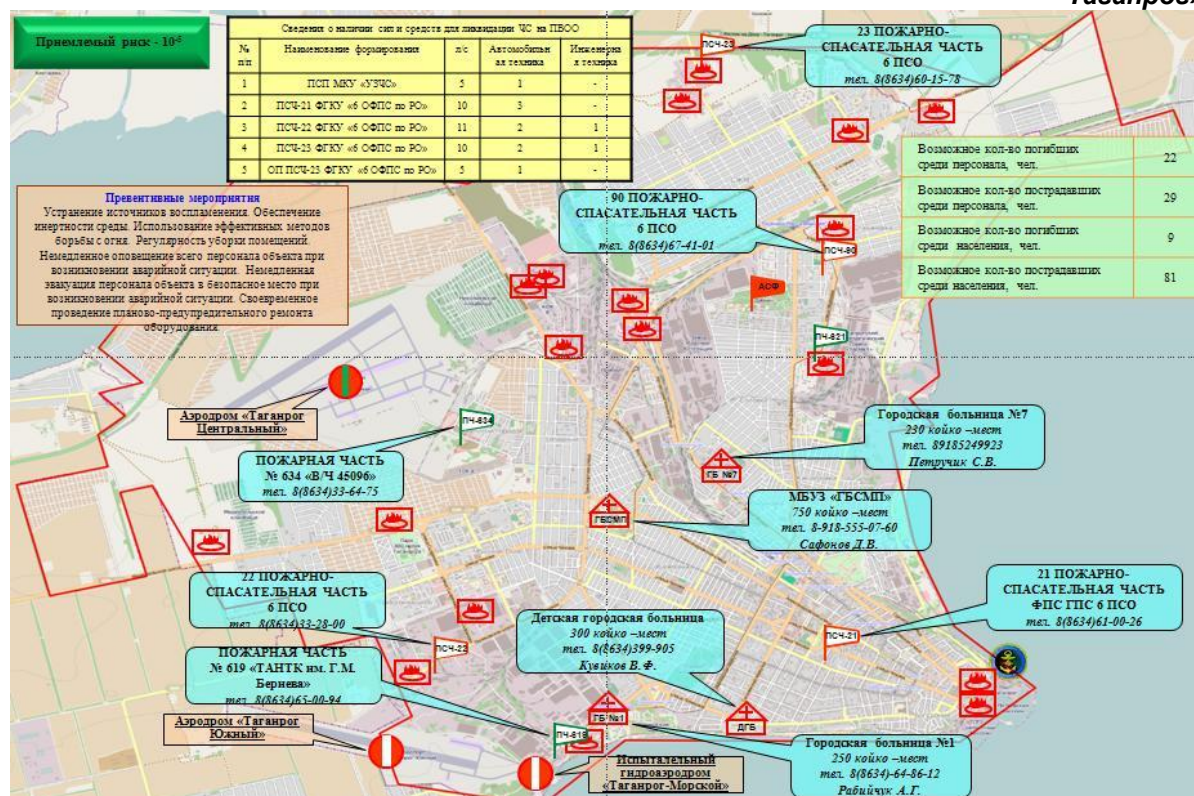 Приемлемый риск - 10⁻⁶
Сведения о наличии сил и средств для ликвидации ЧС на ПВОО
№ п/п Наименование формирования л/с Автомобильн ая техника Инженерна я техника
1 ПСП МКУ «УЗЧС» 5 1 -
2 ПСЧ-21 ФГКУ «6 ОФПС по РО» 10 3 -
3 ПСЧ-22 ФГКУ «6 ОФПС по РО» 11 2 1
4 ПСЧ-23 ФГКУ «6 ОФПС по РО» 10 2 1
5 ОП ПСЧ-23 ФГКУ «6 ОФПС по РО» 5 1 -
ПСЧ-23
23 ПОЖАРНО-
СПАСАТЕЛЬНАЯ ЧАСТЬ
6 ПСО
тел. 8(8634)60-15-78
Возможное кол-во погибших
среди персонала, чел. 22
Возможное кол-во пострадавших
среди персонала, чел. 29
Возможное кол-во погибших
среди населения, чел. 9
Возможное кол-во пострадавших
среди населения, чел. 81
Превентивные мероприятия
Устранение источников воспламенения. Обеспечение
инертности среды. Использование эффективных методов
борьбы с огня. Регулярность уборки помещений.
Немедленное оповещение всего персонала объекта при
возникновении аварийной ситуации. Немедленная
эвакуация персонала объекта в безопасное место при
возникновении аварийной ситуации. Своевременное
проведение планово-предупредительного ремонта
оборудования.
90 ПОЖАРНО-
СПАСАТЕЛЬНАЯ ЧАСТЬ
6 ПСО
тел. 8(8634)67-41-01
ПСЧ-90
АСФ
ПЧ-621
Аэродром «Таганрог
Центральный»
ПЧ-634
ПОЖАРНАЯ ЧАСТЬ
№ 634 «В/Ч 45096»
тел. 8(8634)33-64-75
Городская больница №7
230 койко –мест
тел. 89185249923
Петручик С.В.
ГБ №7
МБУЗ «ГБСМП»
750 койко –мест
тел. 8-918-555-07-60
Сафонов Д.В.
ГБСМП
22 ПОЖАРНО-
СПАСАТЕЛЬНАЯ ЧАСТЬ
6 ПСО
тел. 8(8634)33-28-00
ПСЧ-22
21 ПОЖАРНО-
СПАСАТЕЛЬНАЯ ЧАСТЬ
ФПС ГПС 6 ПСО
тел. 8(8634)61-00-26
ПСЧ-21
Детская городская больница
300 койко –мест
тел. 8(8634)399-905
Кувиков В.Ф.
ДГБ
ПОЖАРНАЯ ЧАСТЬ
№ 619 «ТАНТК им. Г.М.
Бериева»
тел. 8(8634)65-00-94
ПЧ-619
ГБ №1
Аэродром «Таганрог
Южный»
Испытательный
гидроаэродром
«Таганрог-Морской»
Городская больница №1
250 койко –мест
тел. 8(8634)-64-86-12
Рабийчук А.Г.